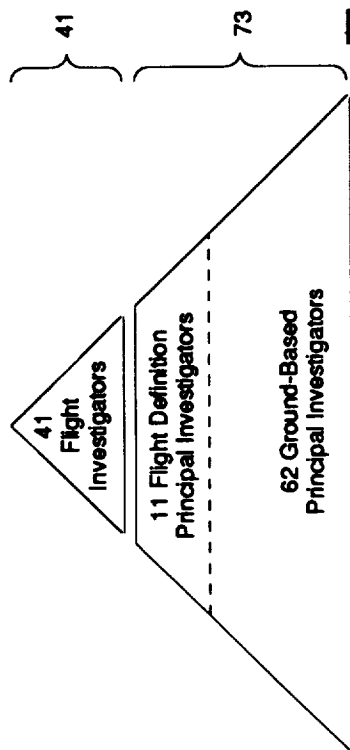 41
Flight
Investigators
41
11 Flight Definition
Principal Investigators
62 Ground-Based
Principal Investigators
73